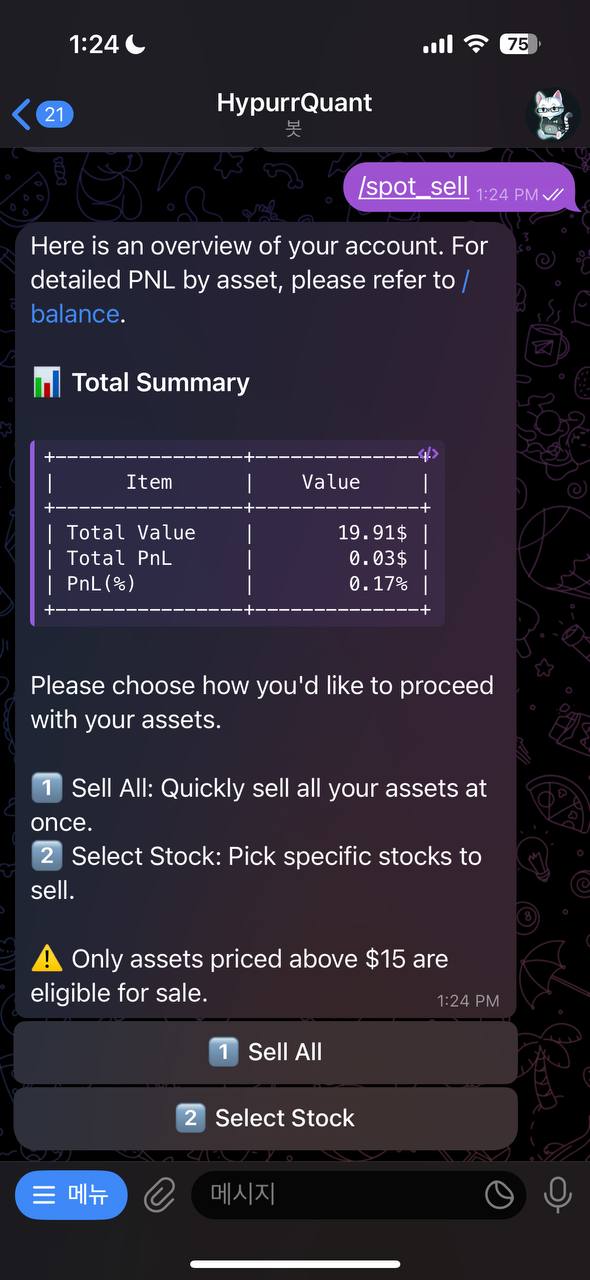 1:24
75
21
HypurrQuant
봇
/spot_sell 1:24 PM
Here is an overview of your account. For
detailed PNL by asset, please refer to /
balance.
📊 Total Summary
+---------------+--------------+
</>
| Item | Value |
+---------------+--------------+
| Total Value | 19.91$ |
| Total PnL | 0.03$ |
| PnL(%) | 0.17% |
+---------------+--------------+
Please choose how you'd like to proceed
with your assets.
1️⃣ Sell All: Quickly sell all your assets at
once.
2️⃣ Select Stock: Pick specific stocks to
sell.
⚠️ Only assets priced above $15 are
eligible for sale.
1:24 PM
1️⃣ Sell All
2️⃣ Select Stock
메뉴
메시지